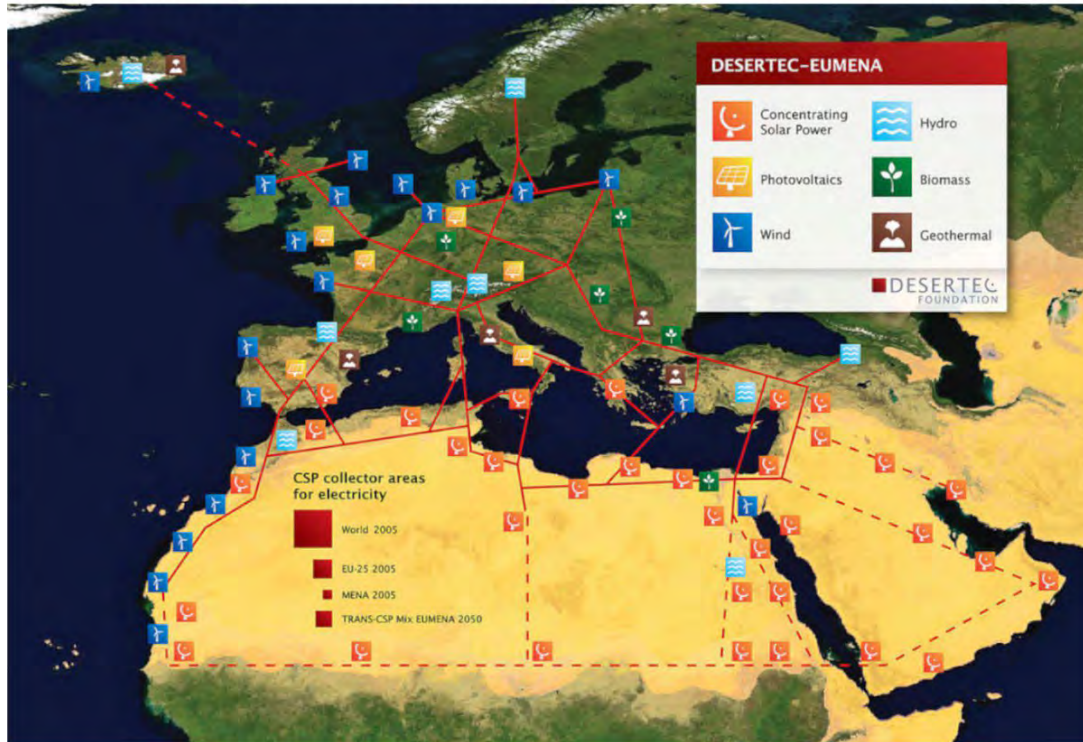 DESERTEC-EUMENA
Concentrating
Solar Power
Hydro
Photovoltaics
Biomass
Wind
Geothermal
DESERTEC
FOUNDATION
CSP collector areas
for electricity
World 2005
EU-25 2005
MENA 2005
TRANS-CSP Mix EUMENA 2050